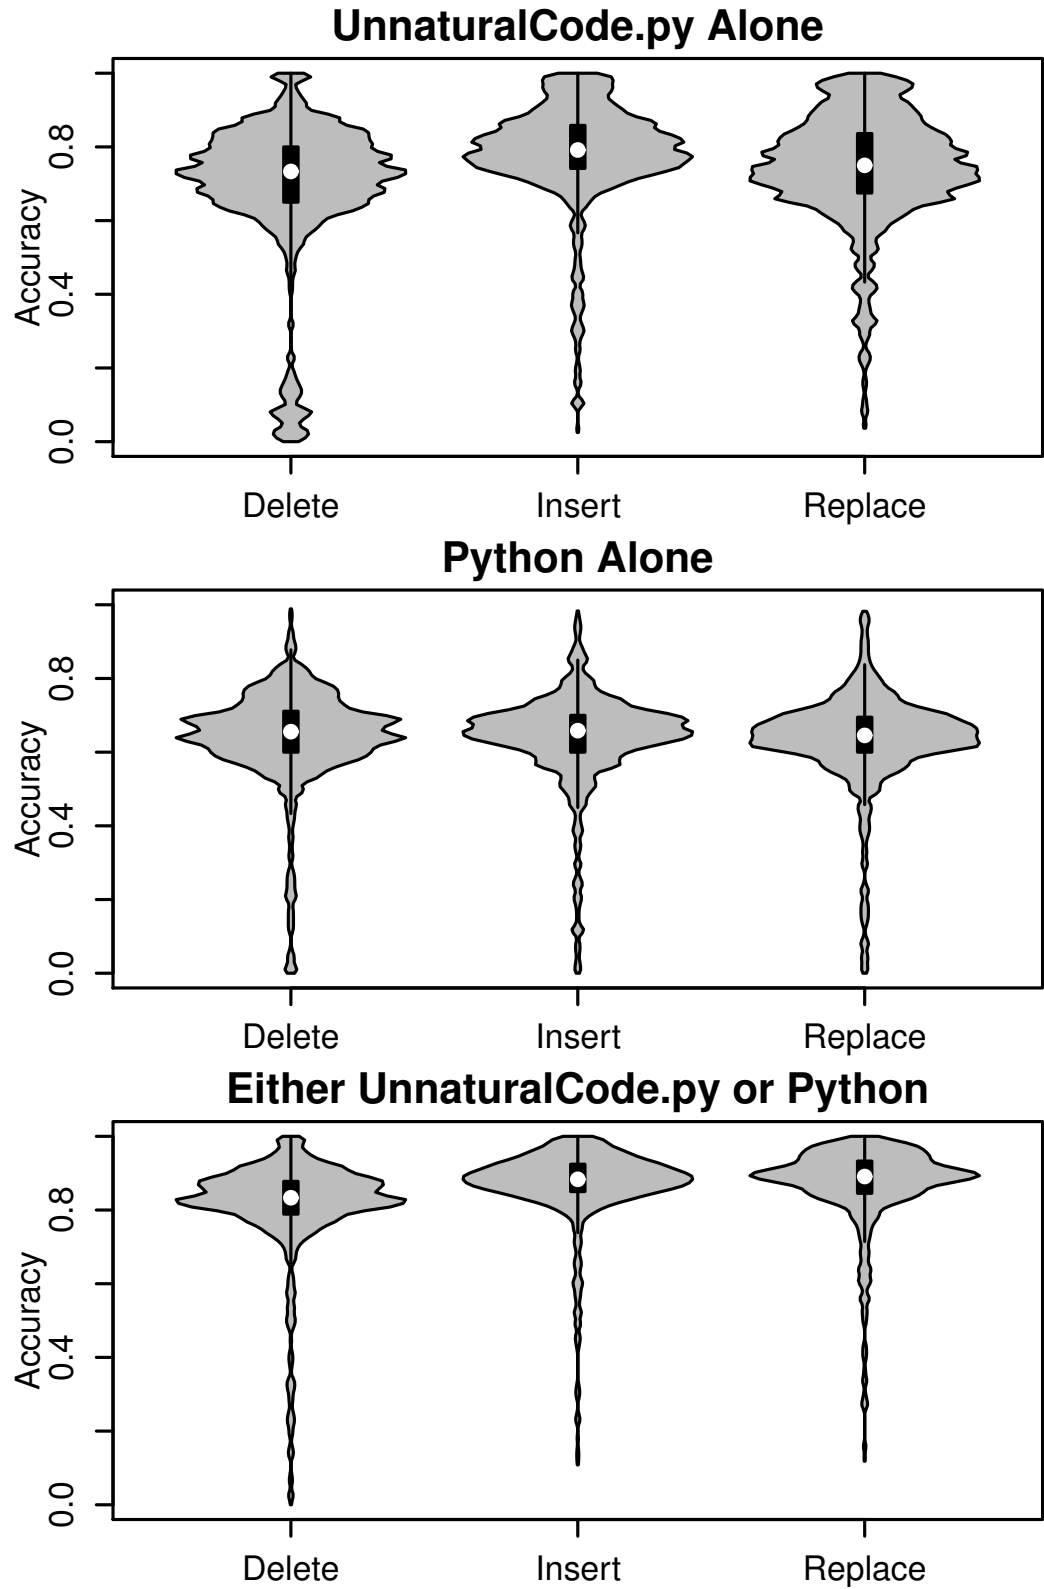 UnnaturalCode.py Alone
Accuracy
0.8
0.4
0.0
Delete Insert Replace
Python Alone
Accuracy
0.8
0.4
0.0
Delete Insert Replace
Either UnnaturalCode.py or Python
Accuracy
0.8
0.4
0.0
Delete Insert Replace